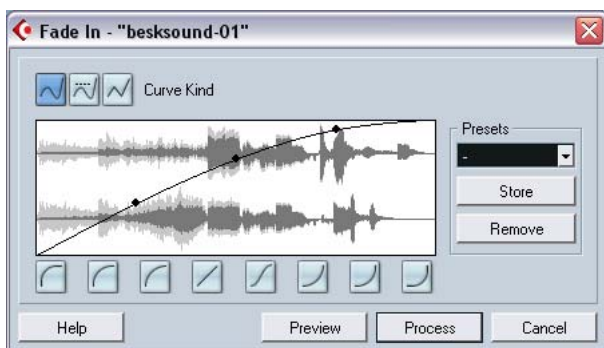 Fade In - "besksound-01"
Curve Kind
Presets
-
Store
Remove
Help
Preview
Process
Cancel